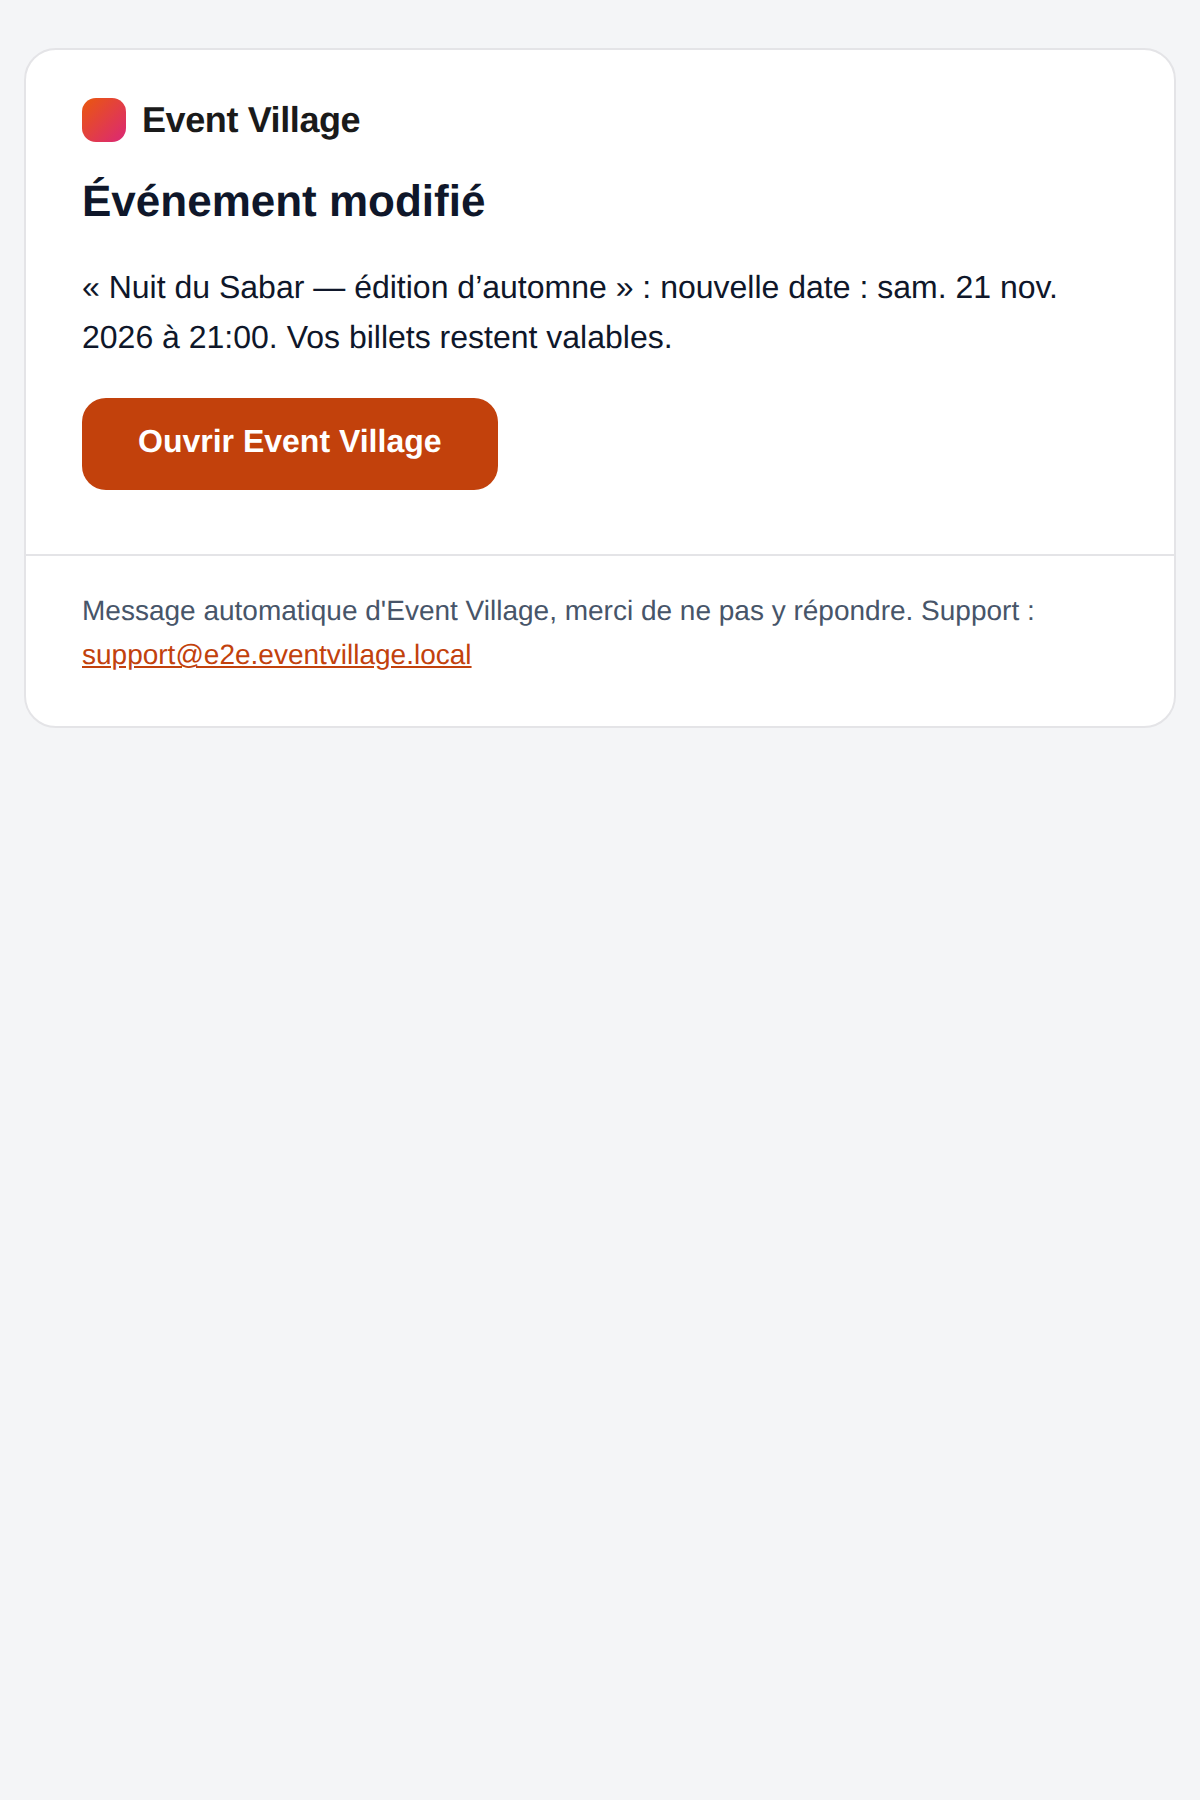 Event Village
Événement modifié
« Nuit du Sabar — édition d’automne » : nouvelle date : sam. 21 nov.
2026 à 21:00. Vos billets restent valables.
Ouvrir Event Village
Message automatique d'Event Village, merci de ne pas y répondre. Support :
support@e2e.eventvillage.local